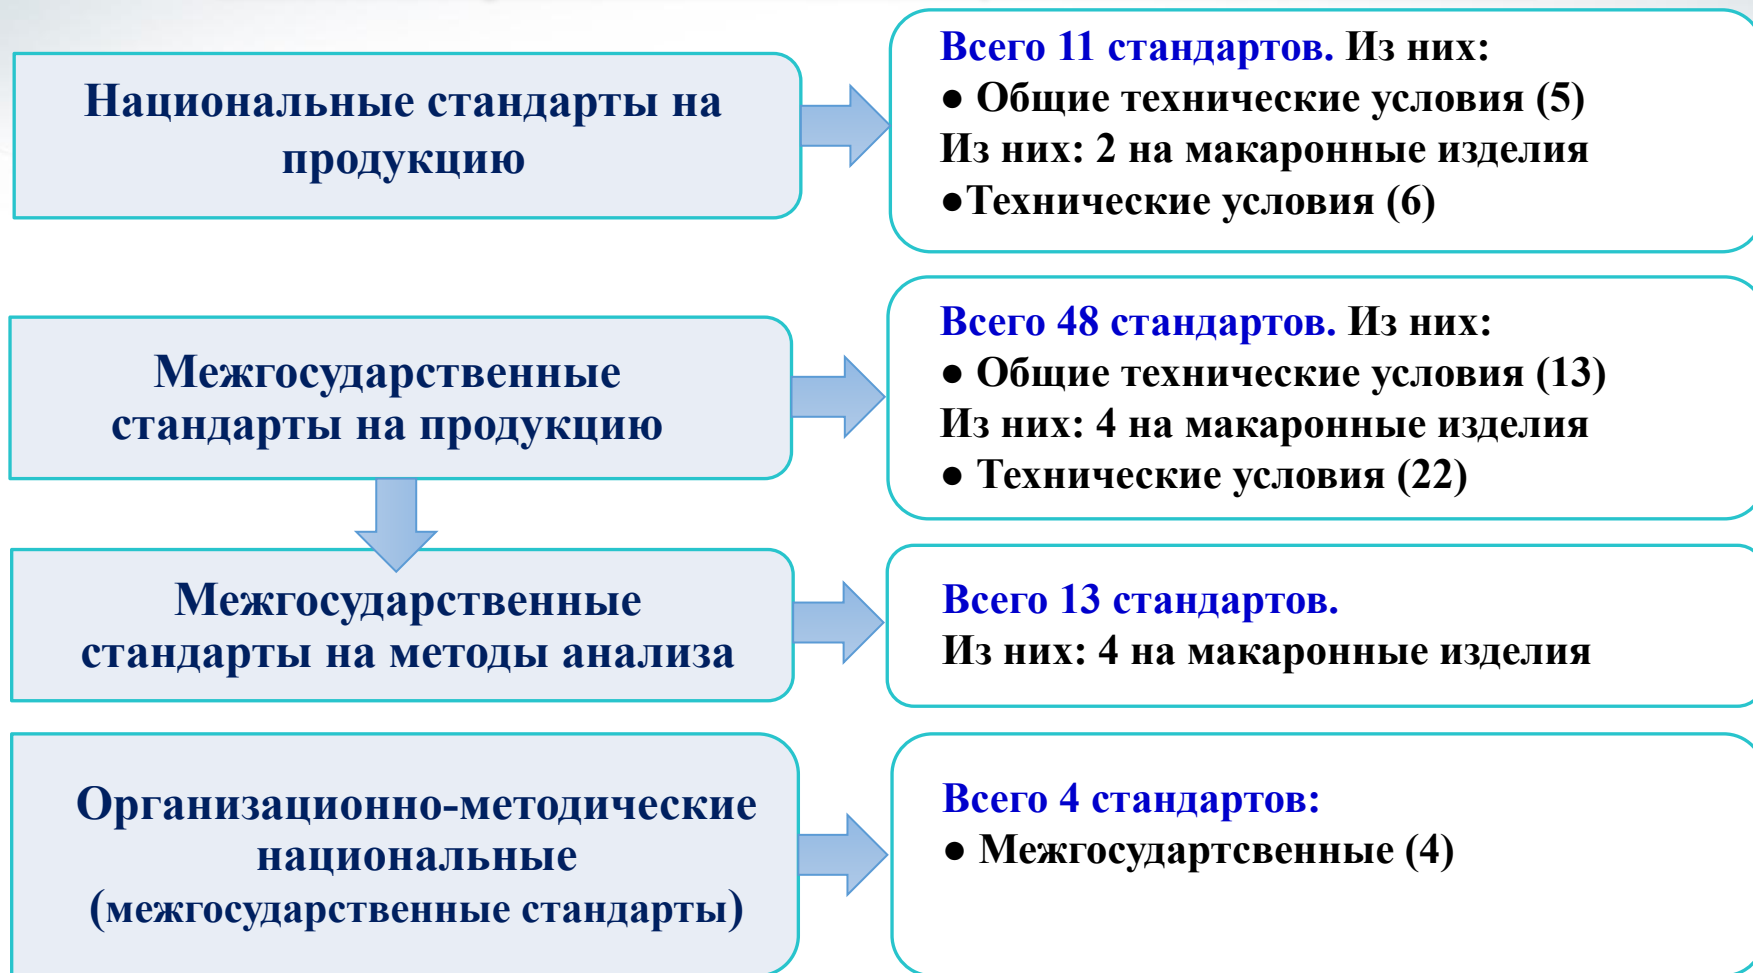 Национальные стандарты на
продукцию
Всего 11 стандартов. Из них:
● Общие технические условия (5)
Из них: 2 на макаронные изделия
●Технические условия (6)
Межгосударственные
стандарты на продукцию
Всего 48 стандартов. Из них:
● Общие технические условия (13)
Из них: 4 на макаронные изделия
● Технические условия (22)
Межгосударственные
стандарты на методы анализа
Всего 13 стандартов.
Из них: 4 на макаронные изделия
Организационно-методические
национальные
(межгосударственные стандарты)
Всего 4 стандартов:
● Межгосудартсвенные (4)